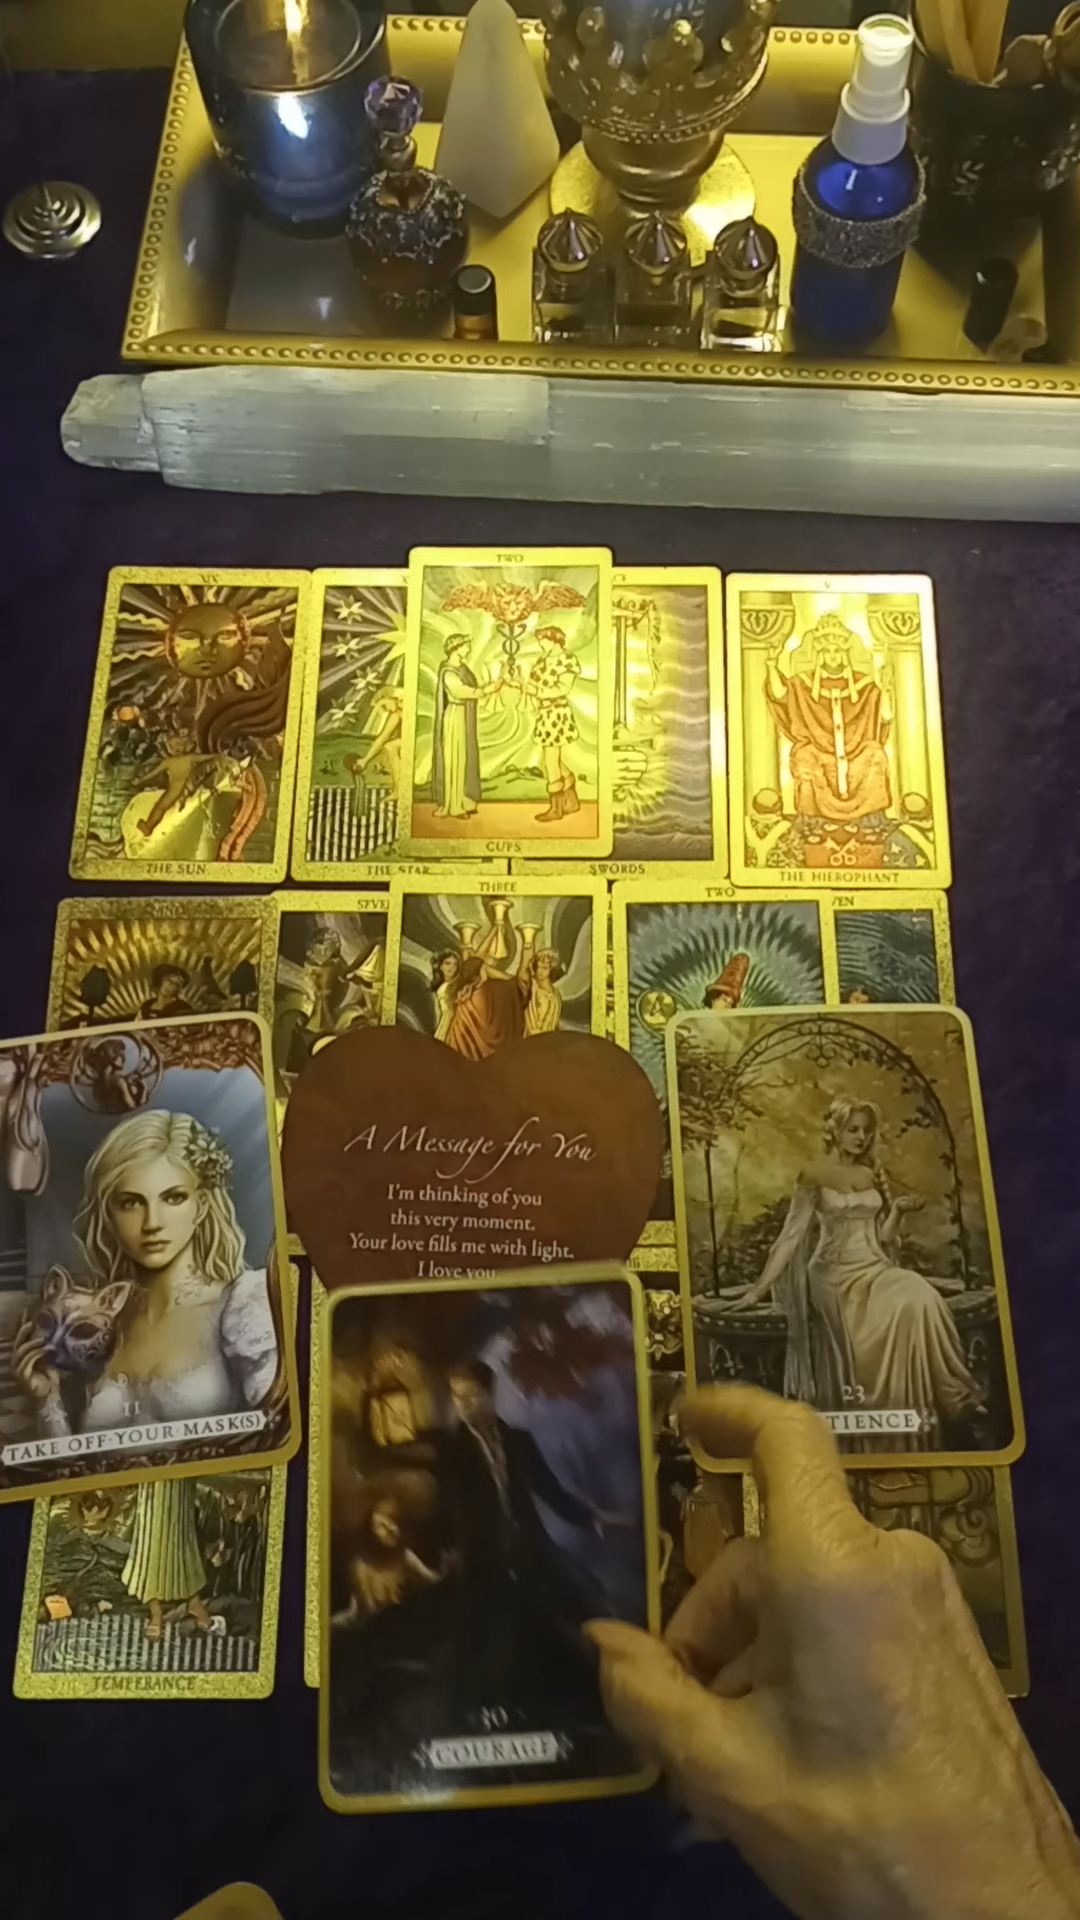 XIX
TWO
V
THE SUN
THE STAR
CUPS
SWORDS
THE HIEROPHANT
THREE
TWO
A Message for You
I'm thinking of you
this very moment.
Your love fills me with light.
I love you
11
TAKE OFF YOUR MASK(S)
23
TIENCE
TEMPERANCE
30
COURAGE